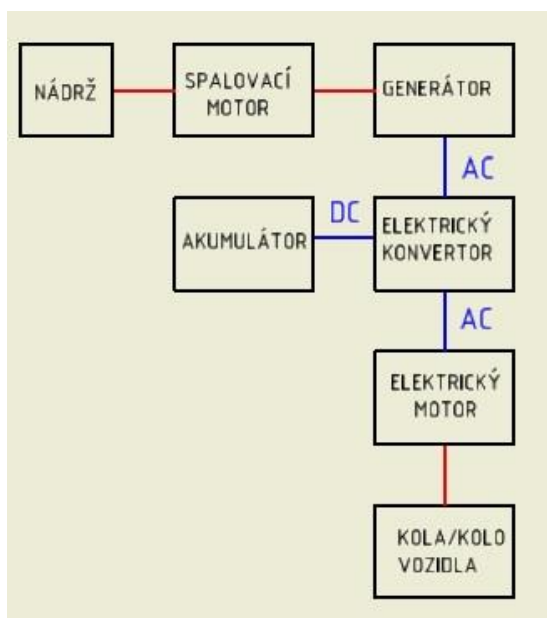 NÁDRŽ
SPALOVACÍ
MOTOR
GENERÁTOR
AC
DC
AKUMULÁTOR
ELEKTRICKÝ
KONVERTOR
AC
ELEKTRICKÝ
MOTOR
KOLA/KOLO
VOZIDLA